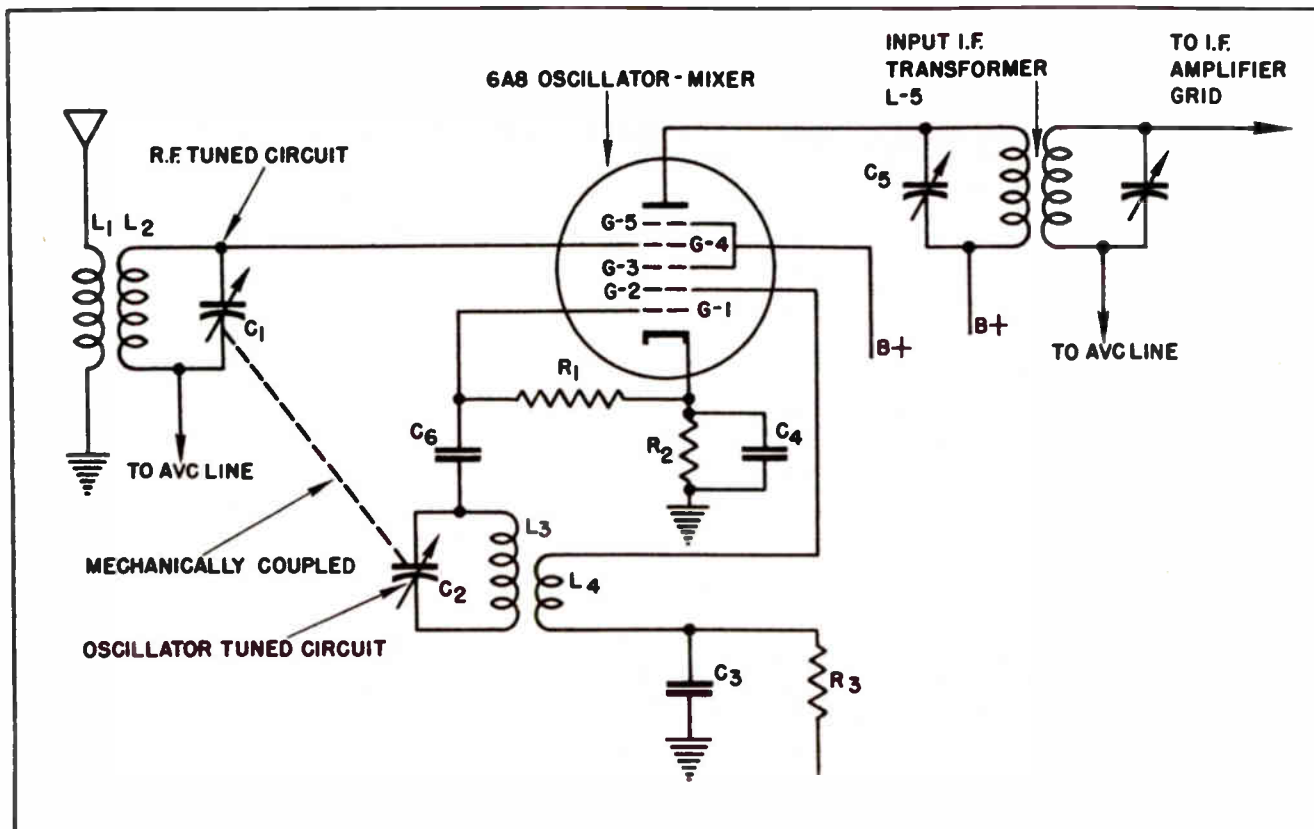 INPUT I.F.
TRANSFORMER
L-5
TO I.F.
AMPLIFIER
GRID
6A8 OSCILLATOR-MIXER
R.F. TUNED CIRCUIT
C5
L1 L2
G-5
G-4
G-3
G-2
G-1
C1
B+
B+
TO AVC LINE
R1
C6
R2
C4
TO AVC LINE
L3
MECHANICALLY COUPLED
C2
L4
OSCILLATOR TUNED CIRCUIT
C3
R3